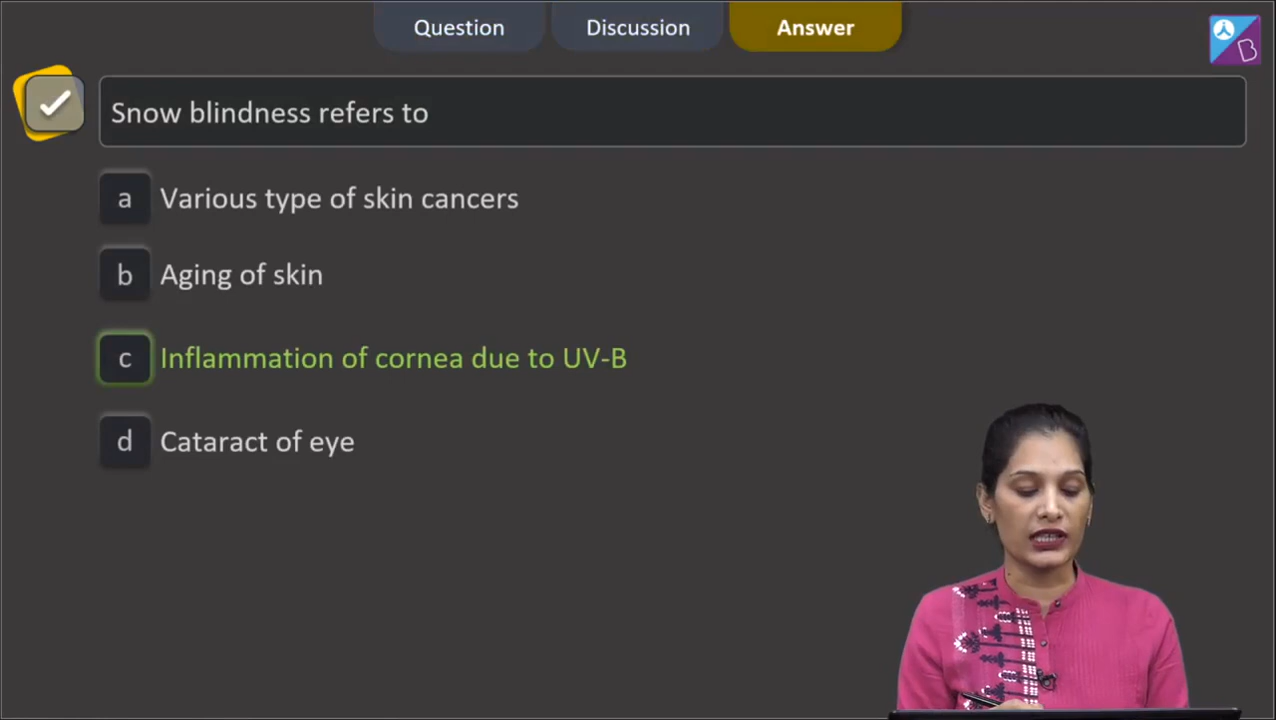 Question
Discussion
Answer
Snow blindness refers to
a Various type of skin cancers
b Aging of skin
c Inflammation of cornea due to UV-B
d Cataract of eye
B